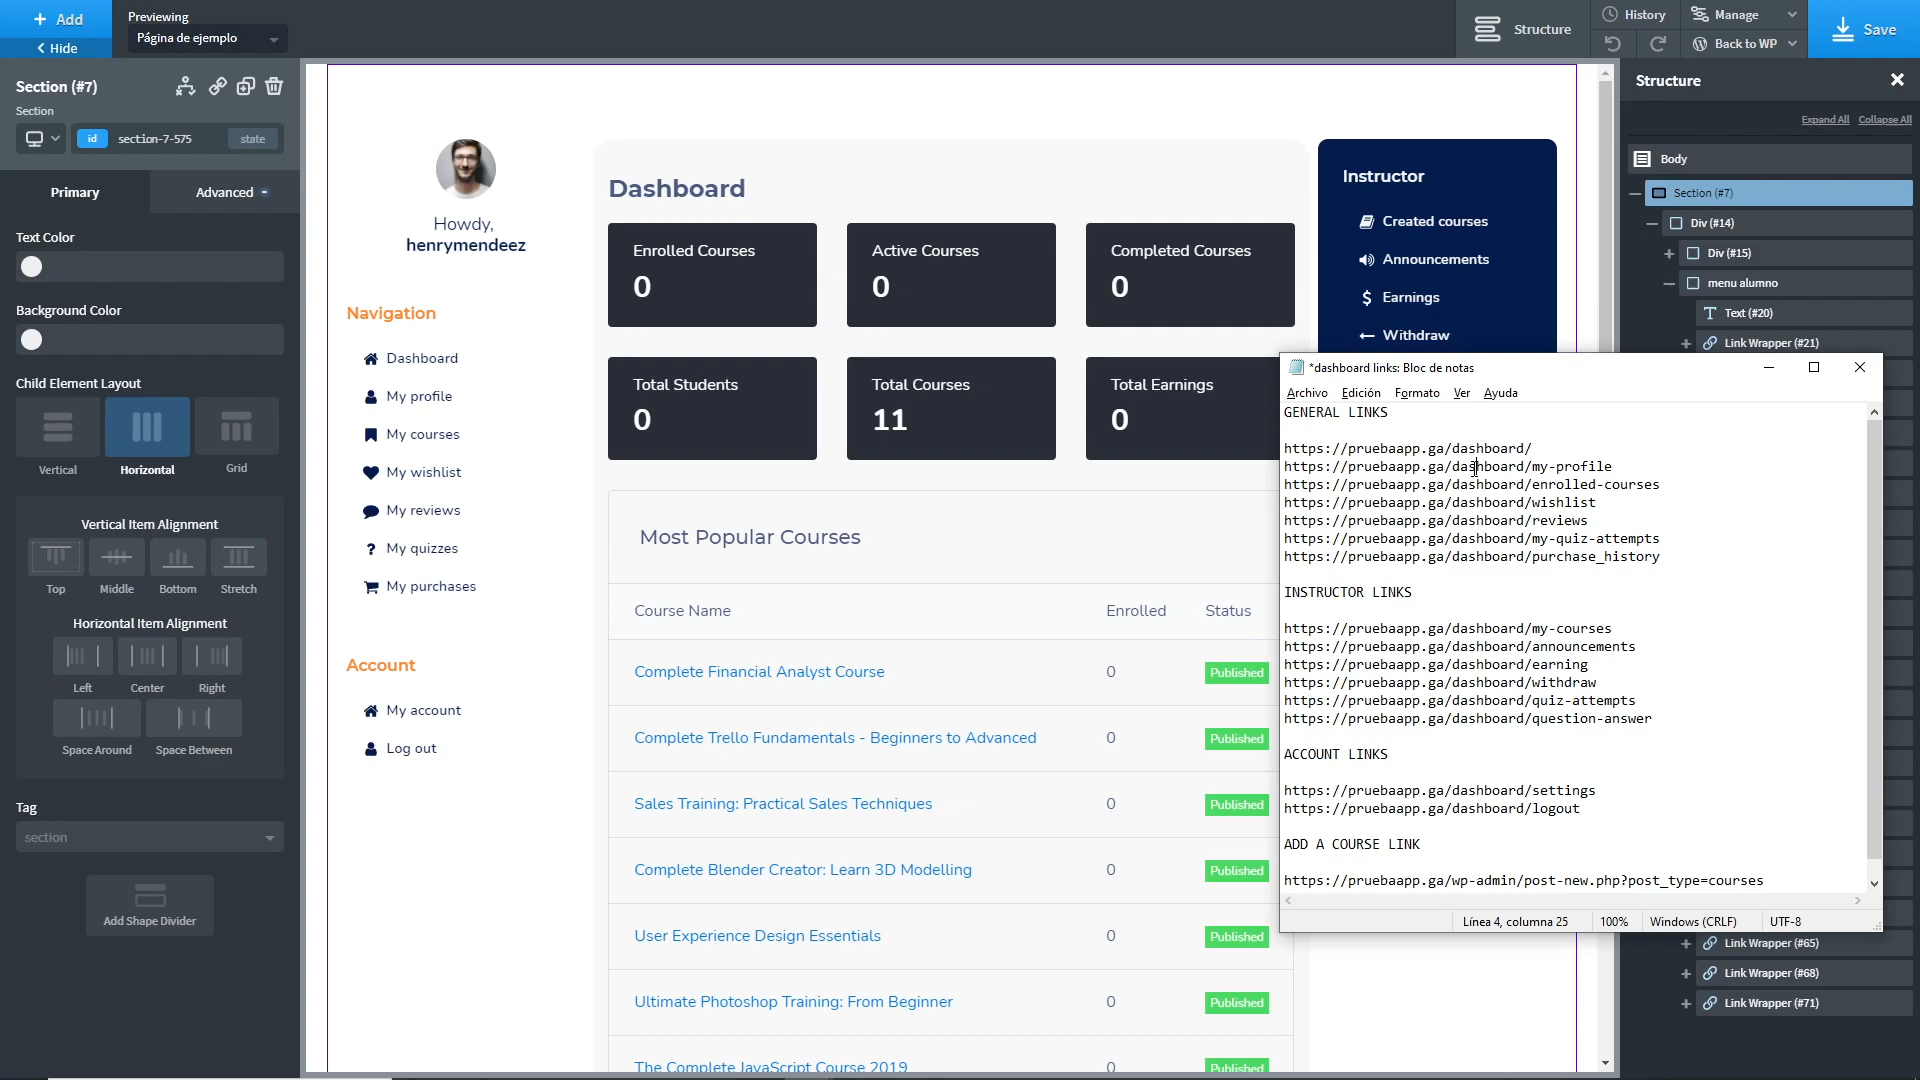 Add
Hide
Previewing
Página de ejemplo
Structure
History
Manage
Back to WP
Save
Section (#7)
Section
id
section-7-575
state
Primary
Advanced
Text Color
Background Color
Child Element Layout
Vertical
Horizontal
Grid
Vertical Item Alignment
Top
Middle
Bottom
Stretch
Horizontal Item Alignment
Left
Center
Right
Space Around
Space Between
Tag
section
Add Shape Divider
Howdy,
henrymendeez
Navigation
Dashboard
My profile
My courses
My wishlist
My reviews
My quizzes
My purchases
Account
My account
Log out
Dashboard
Enrolled Courses
0
Active Courses
0
Completed Courses
0
Total Students
0
Total Courses
11
Total Earnings
0
Most Popular Courses
Course Name Enrolled Status
Complete Financial Analyst Course 0 Published
Complete Trello Fundamentals - Beginners to Advanced 0 Published
Sales Training: Practical Sales Techniques 0 Published
Complete Blender Creator: Learn 3D Modelling 0 Published
User Experience Design Essentials 0 Published
Ultimate Photoshop Training: From Beginner 0 Published
The Complete JavaScript Course 2019 0 Published
Instructor
Created courses
Announcements
Earnings
Withdraw
*dashboard links: Bloc de notas
Archivo Edición Formato Ver Ayuda
GENERAL LINKS
https://pruebaapp.ga/dashboard/
https://pruebaapp.ga/dashboard/my-profile
https://pruebaapp.ga/dashboard/enrolled-courses
https://pruebaapp.ga/dashboard/wishlist
https://pruebaapp.ga/dashboard/reviews
https://pruebaapp.ga/dashboard/my-quiz-attempts
https://pruebaapp.ga/dashboard/purchase_history
INSTRUCTOR LINKS
https://pruebaapp.ga/dashboard/my-courses
https://pruebaapp.ga/dashboard/announcements
https://pruebaapp.ga/dashboard/earning
https://pruebaapp.ga/dashboard/withdraw
https://pruebaapp.ga/dashboard/quiz-attempts
https://pruebaapp.ga/dashboard/question-answer
ACCOUNT LINKS
https://pruebaapp.ga/dashboard/settings
https://pruebaapp.ga/dashboard/logout
ADD A COURSE LINK
https://pruebaapp.ga/wp-admin/post-new.php?post_type=courses
Línea 4, columna 25 100% Windows (CRLF) UTF-8
Structure
Expand All Collapse All
Body
Section (#7)
Div (#14)
Div (#15)
menu alumno
Text (#20)
Link Wrapper (#21)
Link Wrapper (#65)
Link Wrapper (#68)
Link Wrapper (#71)